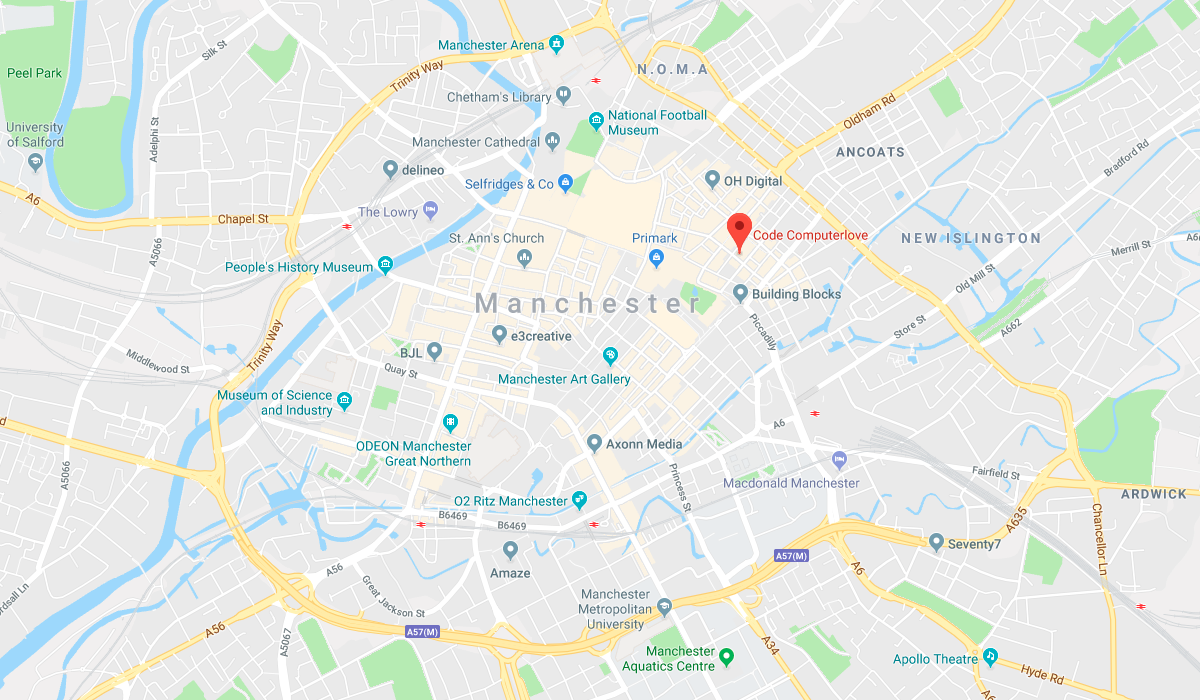 Manchester Arena
N.O.M.A
Silk St
Peel Park
Trinity Way
Chetham's Library
Oldham Rd
National Football
Museum
University
of Salford
Adelphi St
Manchester Cathedral
ANCOATS
Bradford Rd
delineo
Selfridges & Co
OH Digital
A6
The Lowry
Chapel St
Code Computerlove
St. Ann's Church
Primark
NEW ISLINGTON
A5066
Merrill St
A66
People's History Museum
Old Mill St
Manchester
Building Blocks
Piccadilly
Store St
A662
e3creative
Trinity Way
BJL
Middlewood St
Quay St
Manchester Art Gallery
Museum of Science
and Industry
d
A6
ODEON Manchester
Great Northern
Axonn Media
A5066
Princess St
Macdonald Manchester
Fairfield St
ARDWICK
O2 Ritz Manchester
B6469
B6469
A635
Chancellor Ln
Seventy7
A57(M)
Amaze
A56
A6
Great Jackson St
rdsall Ln
Manchester
Metropolitan
University
A56
A57(M)
A5067
A34
Manchester
Aquatics Centre
Apollo Theatre
Hyde Rd